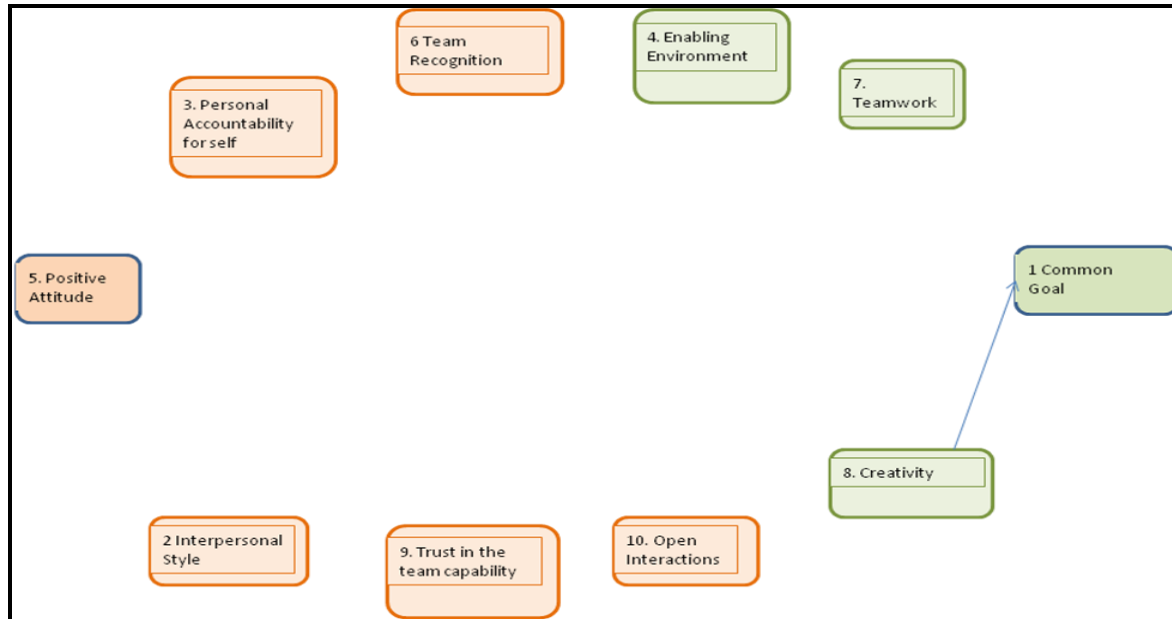 6 Team
Recognition
4. Enabling
Environment
7.
Teamwork
3. Personal
Accountability
for self
5. Positive
Attitude
1 Common
Goal
8. Creativity
2 Interpersonal
Style
9. Trust in the
team capability
10. Open
Interactions